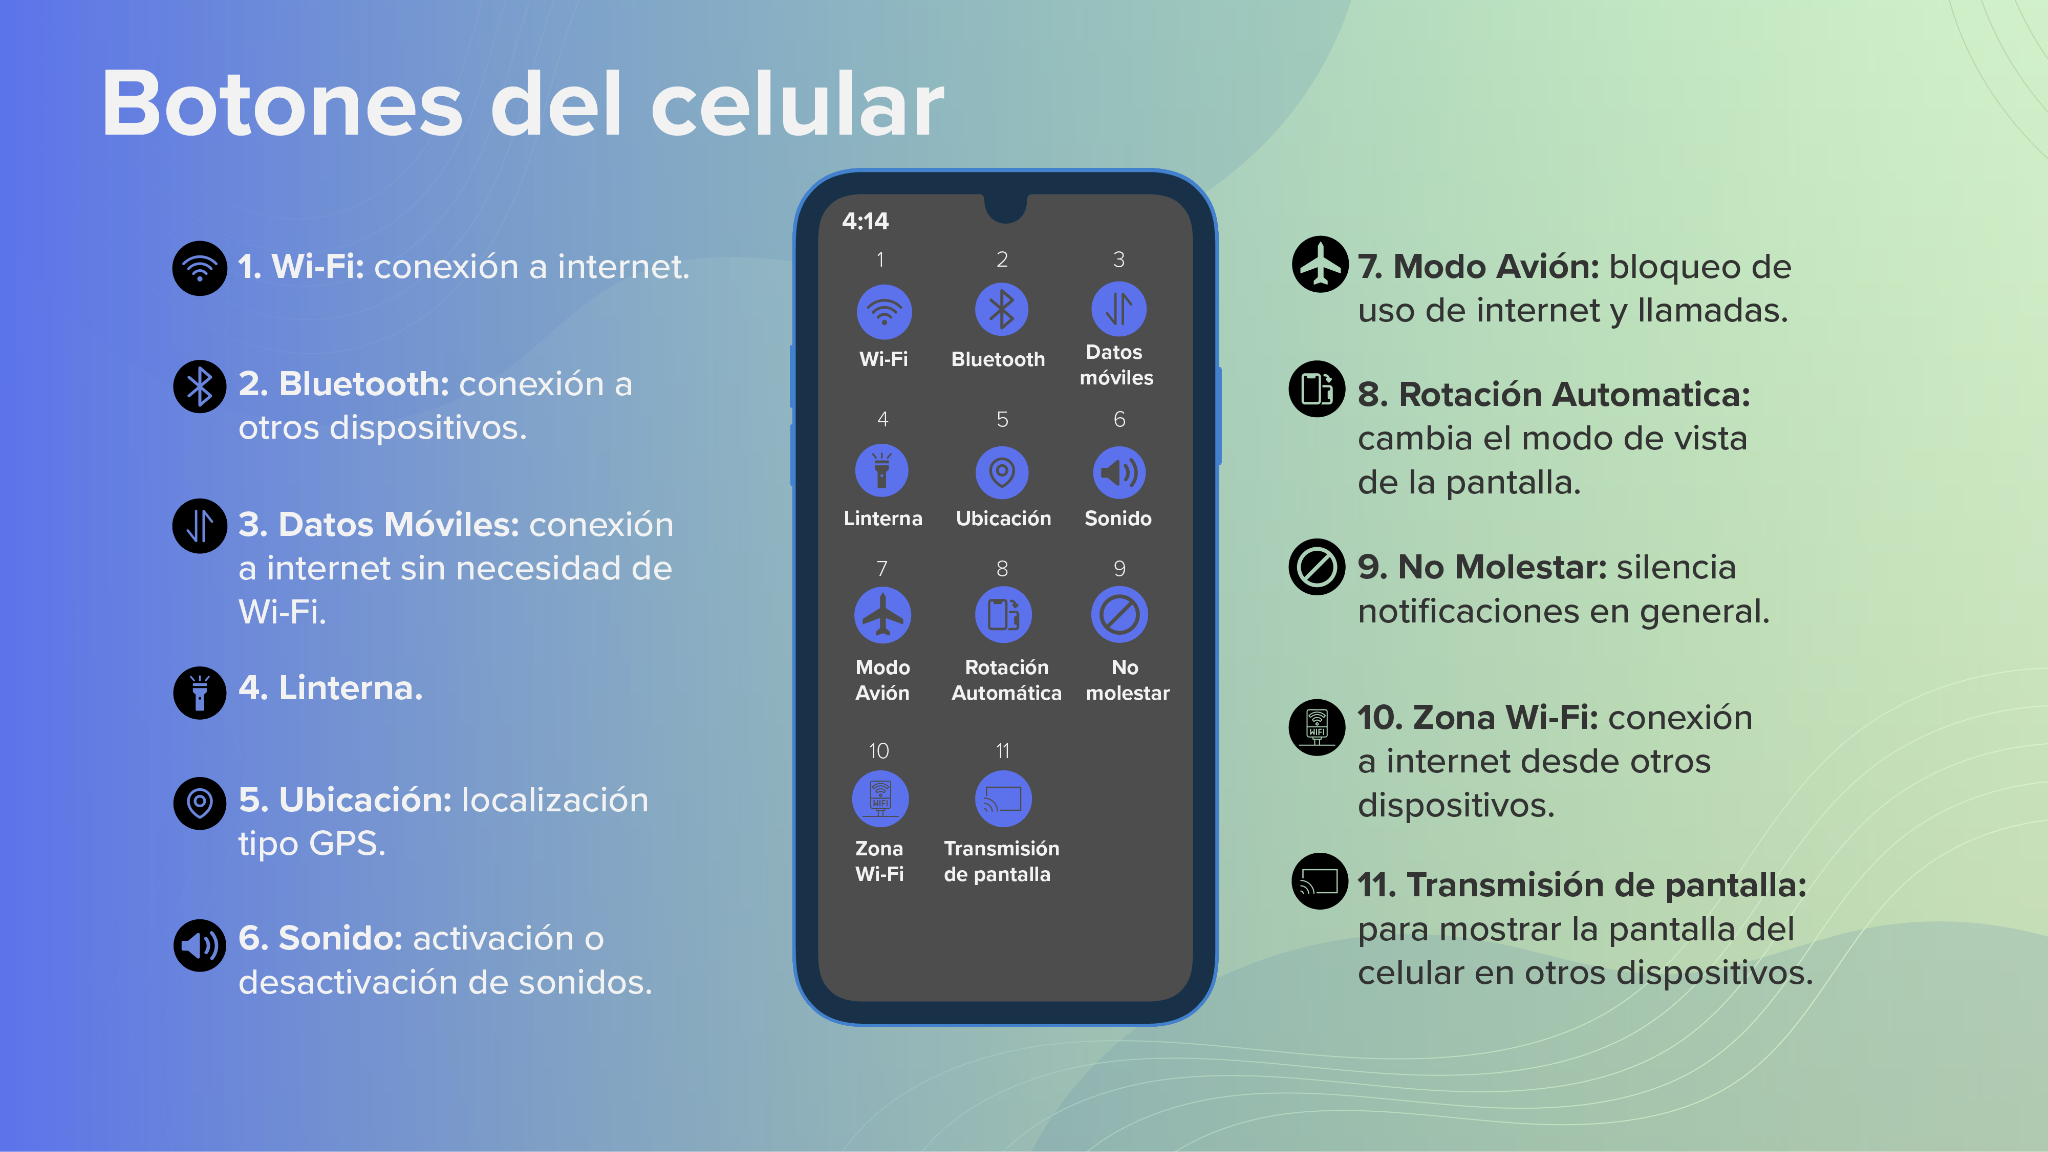 Botones del celular
1. Wi-Fi: conexión a internet.
2. Bluetooth: conexión a
otros dispositivos.
3. Datos Móviles: conexión
a internet sin necesidad de
Wi-Fi.
4. Linterna.
5. Ubicación: localización
tipo GPS.
6. Sonido: activación o
desactivación de sonidos.
4:14
1 2 3
Wi-Fi Bluetooth Datos
móviles
4 5 6
Linterna Ubicación Sonido
7 8 9
Modo Rotación No
Avión Automática molestar
10 11
WIFI
Zona Transmisión
Wi-Fi de pantalla
7. Modo Avión: bloqueo de
uso de internet y llamadas.
8. Rotación Automatica:
cambia el modo de vista
de la pantalla.
9. No Molestar: silencia
notificaciones en general.
WIFI
10. Zona Wi-Fi: conexión
a internet desde otros
dispositivos.
11. Transmisión de pantalla:
para mostrar la pantalla del
celular en otros dispositivos.